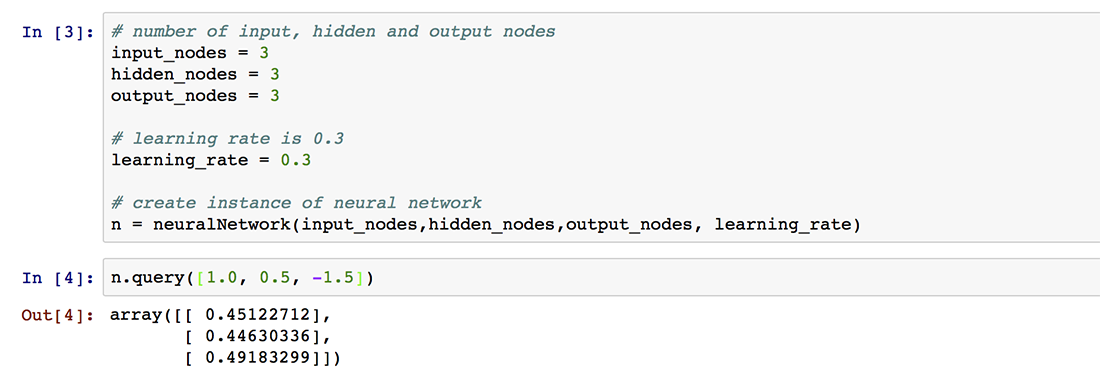 In [3]: # number of input, hidden and output nodes
input_nodes = 3
hidden_nodes = 3
output_nodes = 3
# learning rate is 0.3
learning_rate = 0.3
# create instance of neural network
n = neuralNetwork(input_nodes,hidden_nodes,output_nodes, learning_rate)
In [4]: n.query([1.0, 0.5, -1.5])
Out[4]: array([[ 0.45122712],
[ 0.44630336],
[ 0.49183299]])